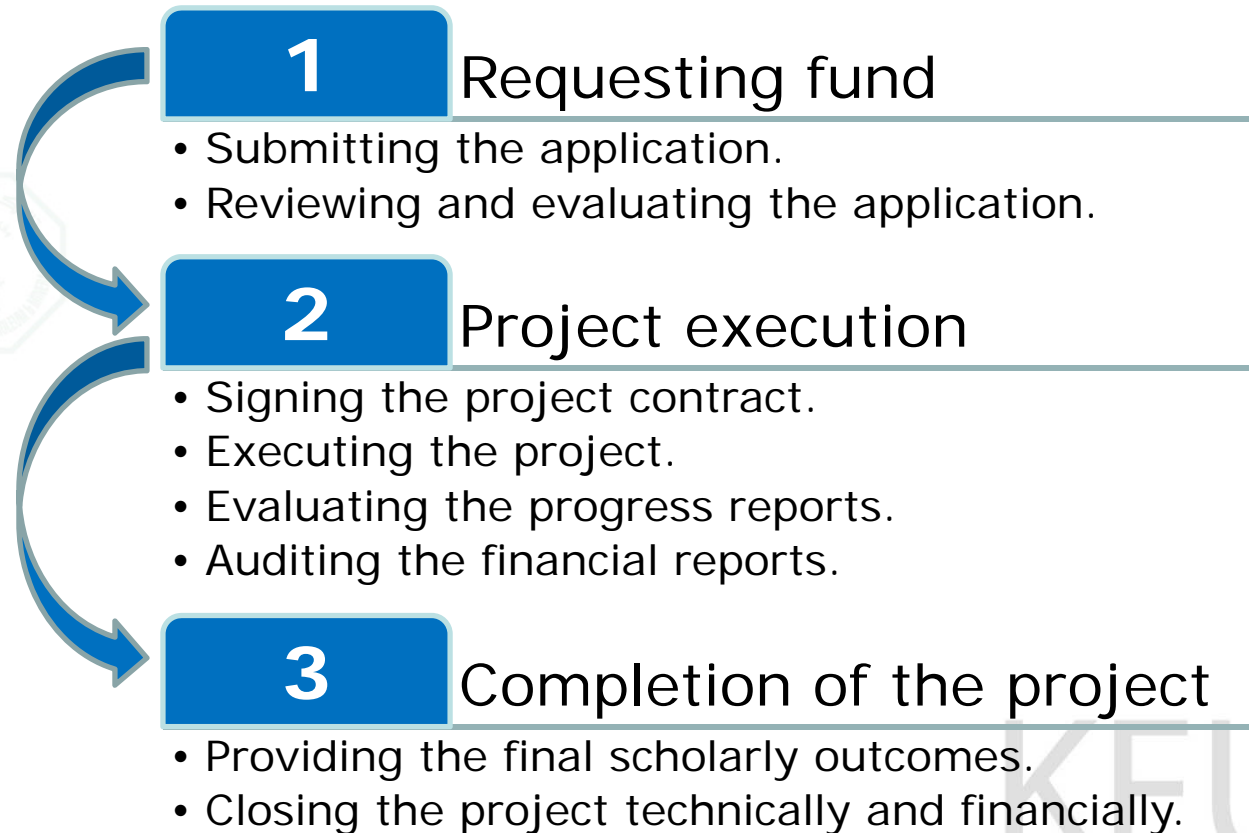 1
Requesting fund
• Submitting the application.
• Reviewing and evaluating the application.
2
Project execution
• Signing the project contract.
• Executing the project.
• Evaluating the progress reports.
• Auditing the financial reports.
3
Completion of the project
• Providing the final scholarly outcomes.
• Closing the project technically and financially.